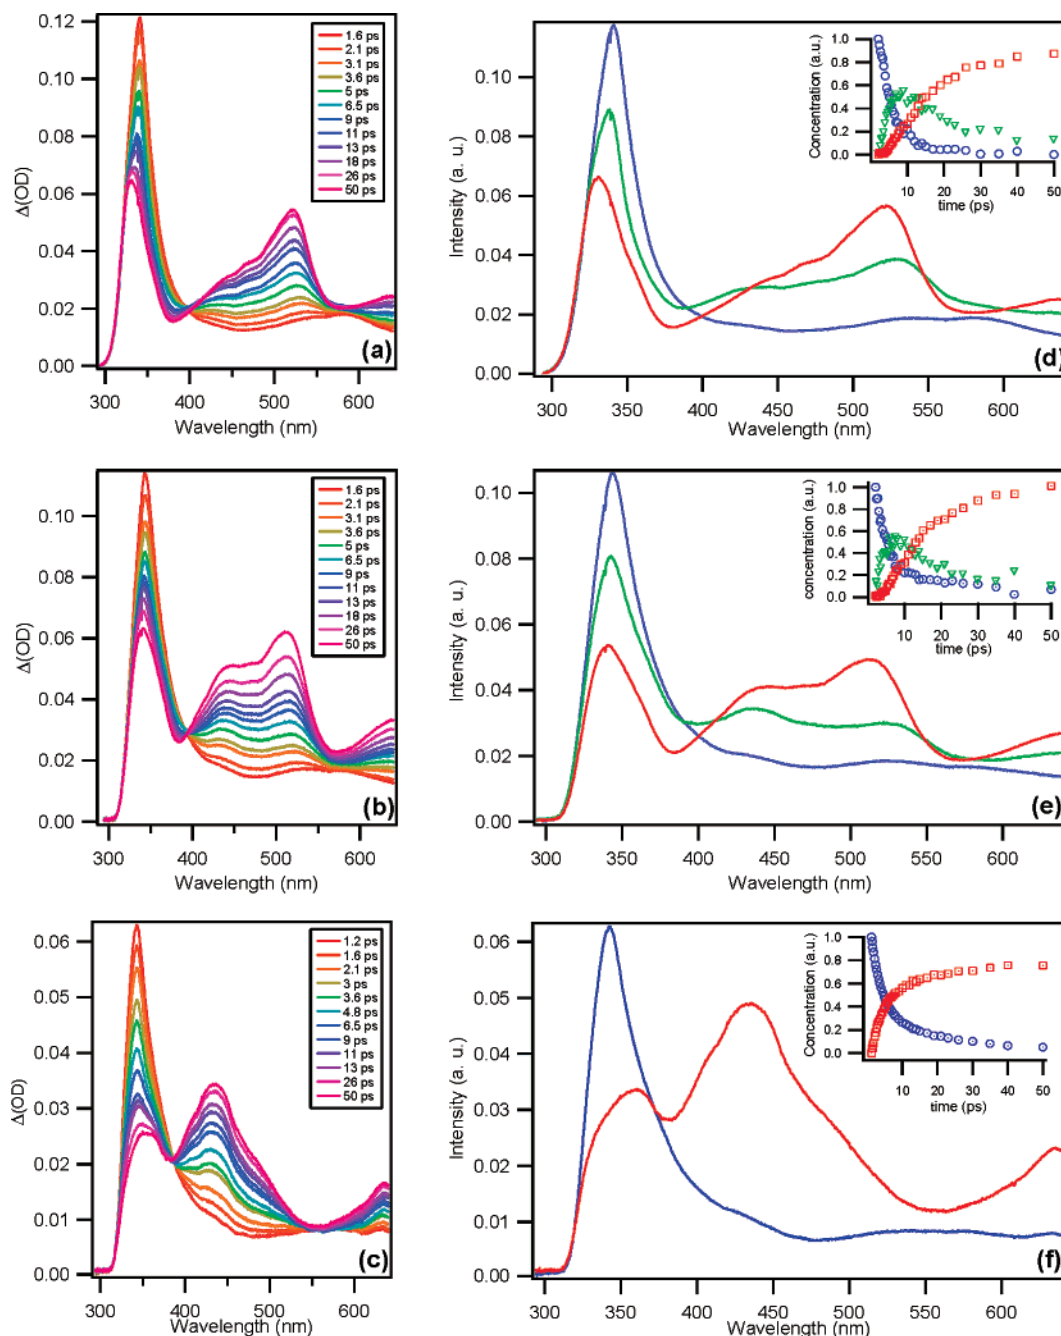 0.12
0.10
0.08
0.06
0.04
0.02
0.00
Δ(OD)
1.6 ps
2.1 ps
3.1 ps
3.6 ps
5 ps
6.5 ps
9 ps
11 ps
13 ps
18 ps
26 ps
50 ps
(a)
300 400 500 600
Wavelength (nm)
0.10
0.08
0.06
0.04
0.02
0.00
Intensity (a. u.)
1.0
0.8
0.6
0.4
0.2
0.0
Concentration (a.u.)
10 20 30 40 50
time (ps)
(d)
300 350 400 450 500 550 600
Wavelength (nm)
0.10
0.08
0.06
0.04
0.02
0.00
Δ(OD)
1.6 ps
2.1 ps
3.1 ps
3.6 ps
5 ps
6.5 ps
9 ps
11 ps
13 ps
18 ps
26 ps
50 ps
(b)
300 400 500 600
Wavelength (nm)
0.10
0.08
0.06
0.04
0.02
0.00
Intensity (a. u.)
1.0
0.8
0.6
0.4
0.2
0.0
concentration (a.u.)
10 20 30 40 50
time (ps)
(e)
300 350 400 450 500 550 600
Wavelength (nm)
0.06
0.05
0.04
0.03
0.02
0.01
0.00
Δ(OD)
1.2 ps
1.6 ps
2.1 ps
3 ps
3.6 ps
4.8 ps
6.5 ps
9 ps
11 ps
13 ps
26 ps
50 ps
(c)
300 400 500 600
Wavelength (nm)
0.06
0.05
0.04
0.03
0.02
0.01
0.00
Intensity (a. u.)
1.0
0.8
0.6
0.4
0.2
0.0
Concentration (a.u.)
10 20 30 40 50
time (ps)
(f)
300 350 400 450 500 550 600
Wavelength (nm)